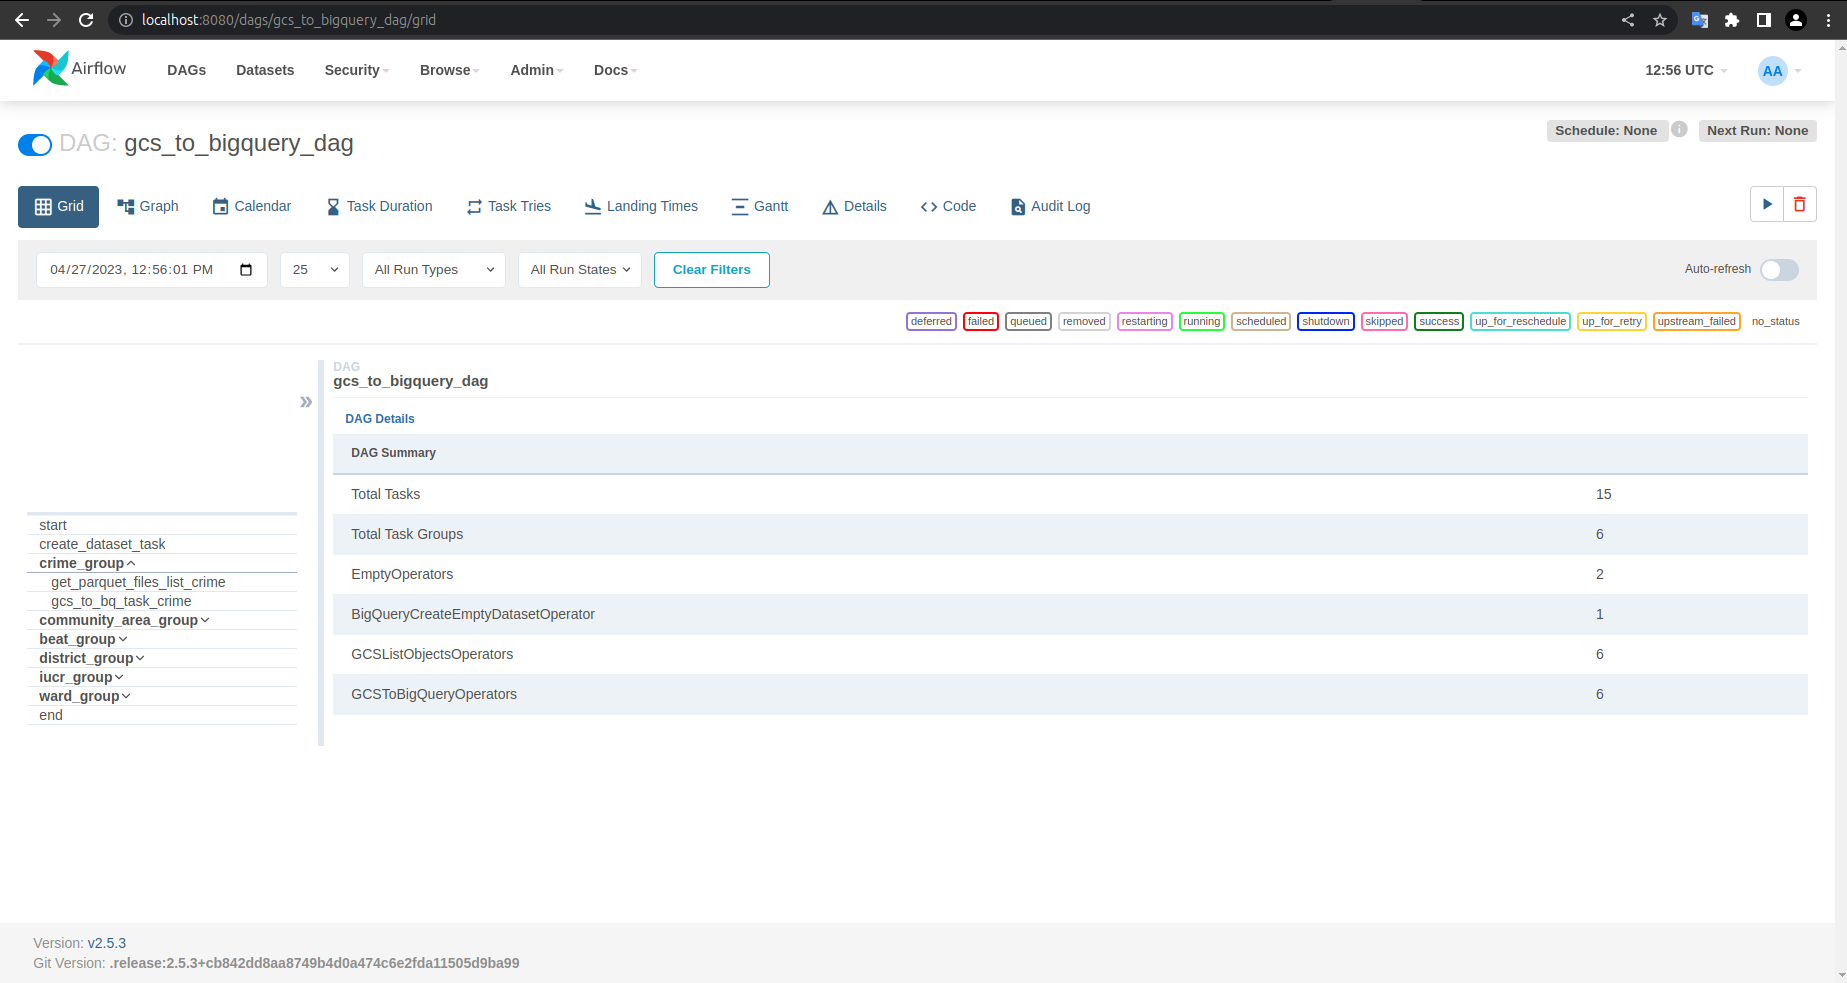 localhost:8080/dags/gcs_to_bigquery_dag/grid
Airflow DAGs Datasets Security Browse Admin Docs 12:56 UTC AA
DAG: gcs_to_bigquery_dag
Schedule: None i Next Run: None
Grid Graph Calendar Task Duration Task Tries Landing Times Gantt Details Code Audit Log
04/27/2023, 12:56:01 PM 25 All Run Types All Run States Clear Filters Auto-refresh
deferred failed queued removed restarting running scheduled shutdown skipped success up_for_reschedule up_for_retry upstream_failed no_status
start
create_dataset_task
crime_group
get_parquet_files_list_crime
gcs_to_bq_task_crime
community_area_group
beat_group
district_group
iucr_group
ward_group
end
DAG
gcs_to_bigquery_dag
DAG Details
DAG Summary
Total Tasks 15
Total Task Groups 6
EmptyOperators 2
BigQueryCreateEmptyDatasetOperator 1
GCSListObjectsOperators 6
GCSToBigQueryOperators 6
Version: v2.5.3
Git Version: .release:2.5.3+cb842dd8aa8749b4d0a474c6e2fda11505d9ba99